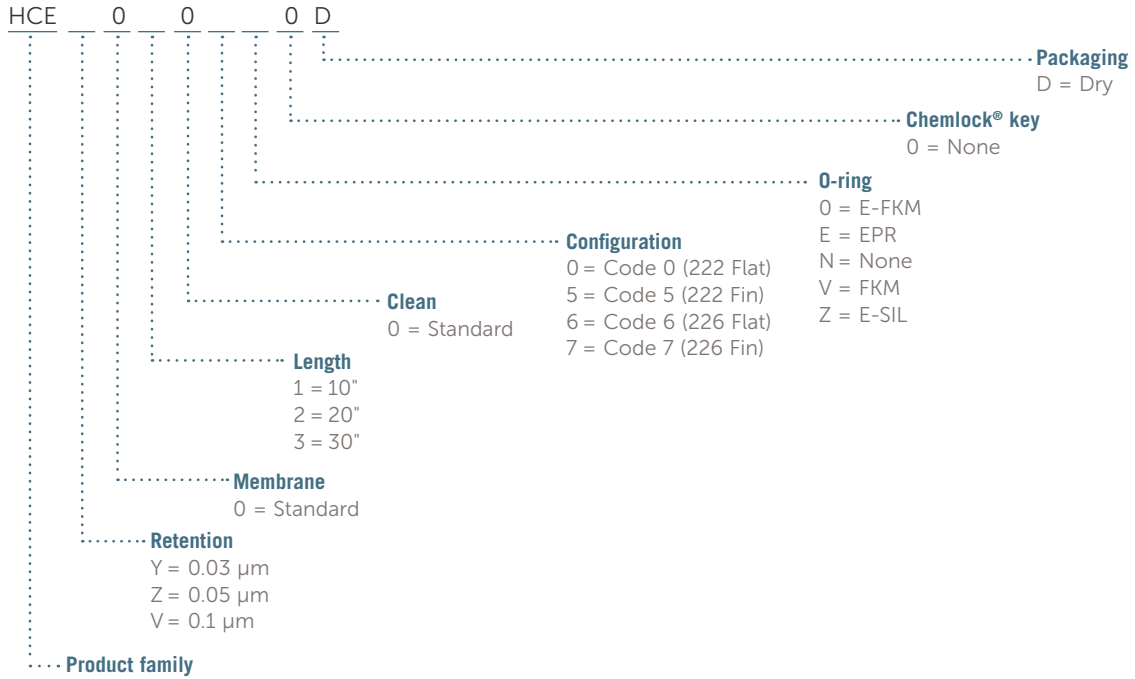 HCE 0 0 0 D
Packaging
D = Dry
Chemlock® key
0 = None
O-ring
0 = E-FKM
E = EPR
N = None
V = FKM
Z = E-SIL
Configuration
0 = Code 0 (222 Flat)
5 = Code 5 (222 Fin)
6 = Code 6 (226 Flat)
7 = Code 7 (226 Fin)
Clean
0 = Standard
Length
1 = 10"
2 = 20"
3 = 30"
Membrane
0 = Standard
Retention
Y = 0.03 µm
Z = 0.05 µm
V = 0.1 µm
Product family